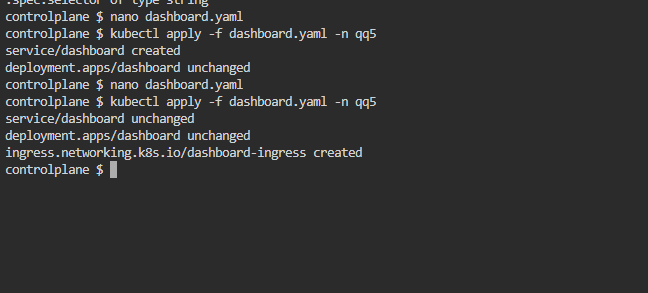 .spec.selector of type string
controlplane $ nano dashboard.yaml
controlplane $ kubectl apply -f dashboard.yaml -n qq5
service/dashboard created
deployment.apps/dashboard unchanged
controlplane $ nano dashboard.yaml
controlplane $ kubectl apply -f dashboard.yaml -n qq5
service/dashboard unchanged
deployment.apps/dashboard unchanged
ingress.networking.k8s.io/dashboard-ingress created
controlplane $